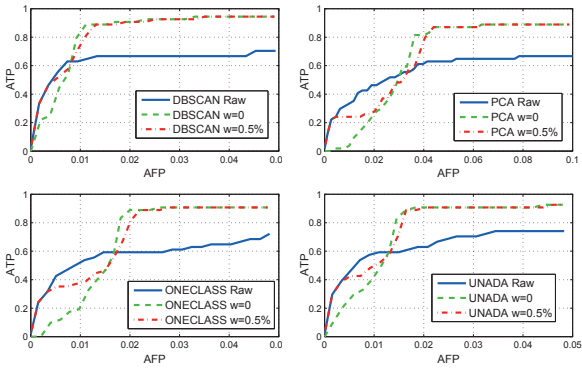 1
0.8
0.6
0.4
0.2
0
ATP
DBSCAN Raw
DBSCAN w=0
DBSCAN w=0.5%
0 0.01 0.02 0.03 0.04 0.0
AFP
1
0.8
0.6
0.4
0.2
0
ATP
PCA Raw
PCA w=0
PCA w=0.5%
0 0.02 0.04 0.06 0.08 0.1
AFP
1
0.8
0.6
0.4
0.2
0
ATP
ONECLASS Raw
ONECLASS w=0
ONECLASS w=0.5%
0 0.01 0.02 0.03 0.04 0.0
AFP
1
0.8
0.6
0.4
0.2
0
ATP
UNADA Raw
UNADA w=0
UNADA w=0.5%
0 0.01 0.02 0.03 0.04 0.05
AFP